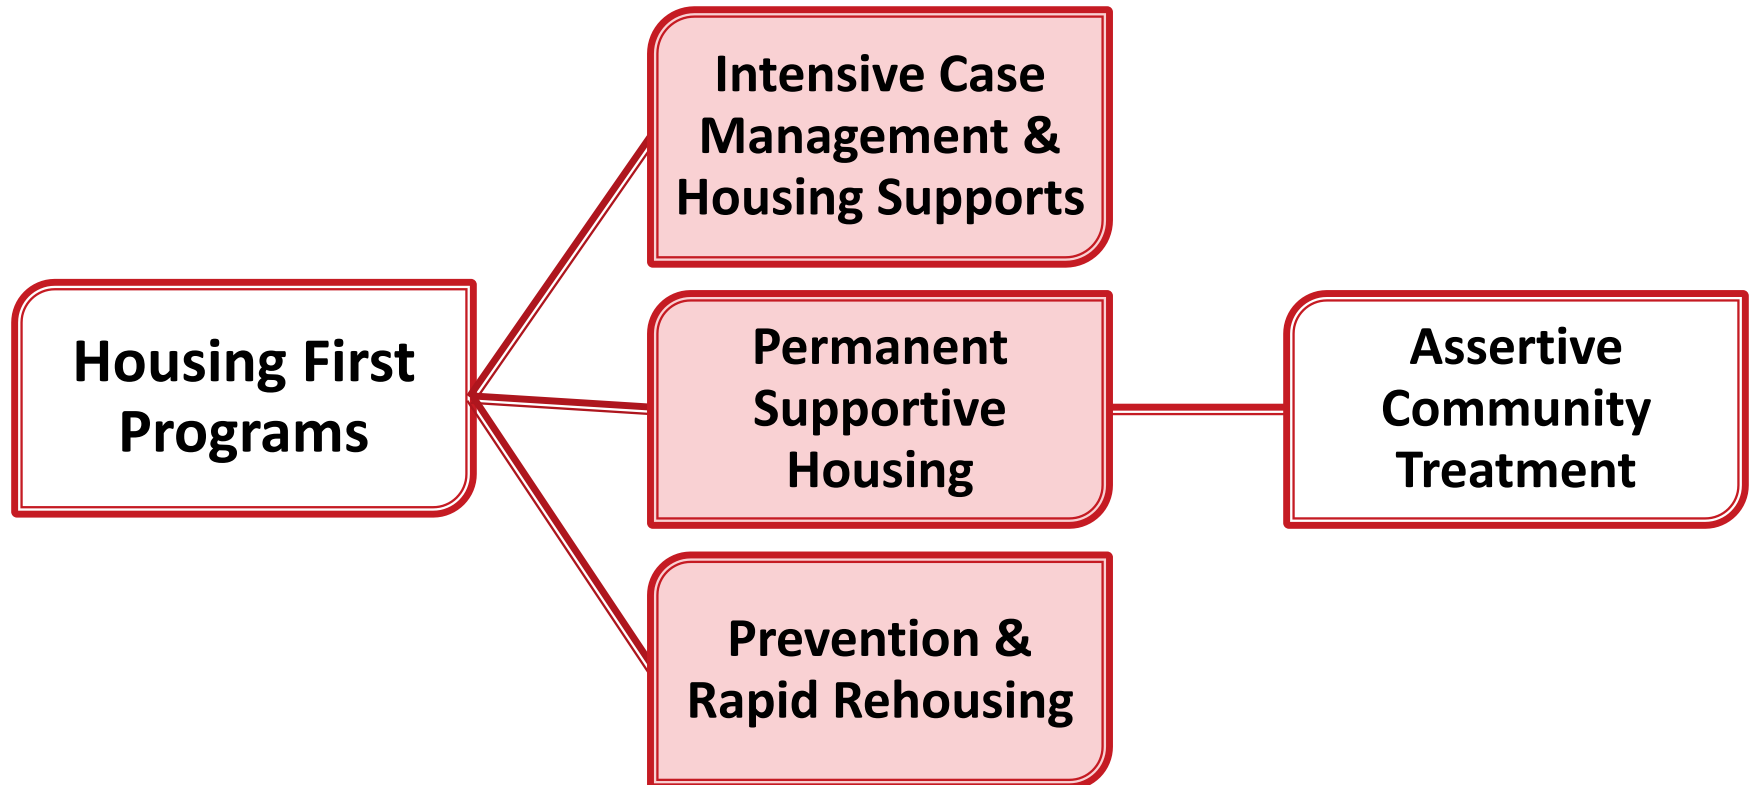 Housing First
Programs
Intensive Case
Management &
Housing Supports
Permanent
Supportive
Housing
Prevention &
Rapid Rehousing
Assertive
Community
Treatment